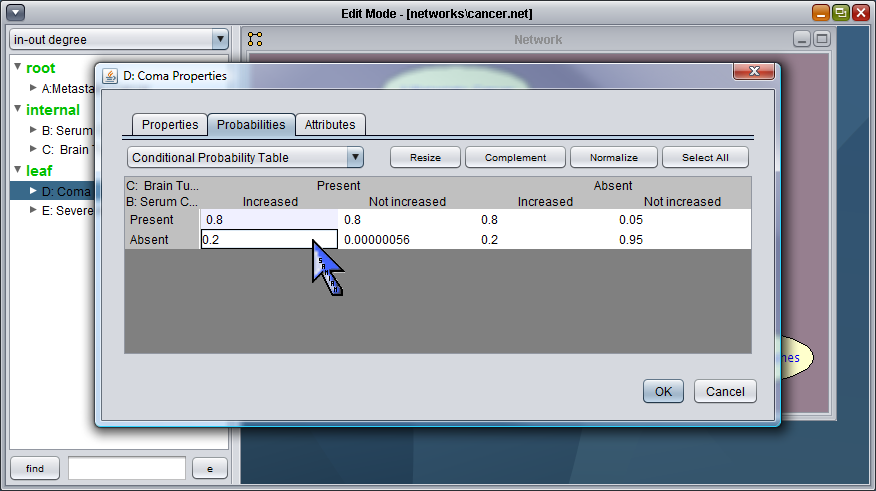 Edit Mode - [networks\cancer.net]
in-out degree
Network
root
A:Metasta
internal
B: Serum C
C: Brain T
leaf
D: Coma
E: Severe
find
e
D: Coma Properties
Properties Probabilities Attributes
Conditional Probability Table Resize Complement Normalize Select All
C: Brain Tu... Present Absent
B: Serum C... Increased Not increased Increased Not increased
Present 0.8 0.8 0.8 0.05
Absent 0.2 0.00000056 0.2 0.95
SAMIAM
OK Cancel